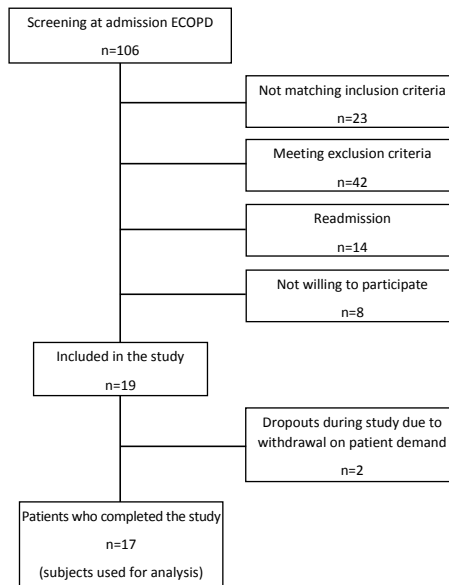 Screening at admission ECOPD
n=106
Not matching inclusion criteria
n=23
Meeting exclusion criteria
n=42
Readmission
n=14
Not willing to participate
n=8
Included in the study
n=19
Dropouts during study due to
withdrawal on patient demand
n=2
Patients who completed the study
n=17
(subjects used for analysis)